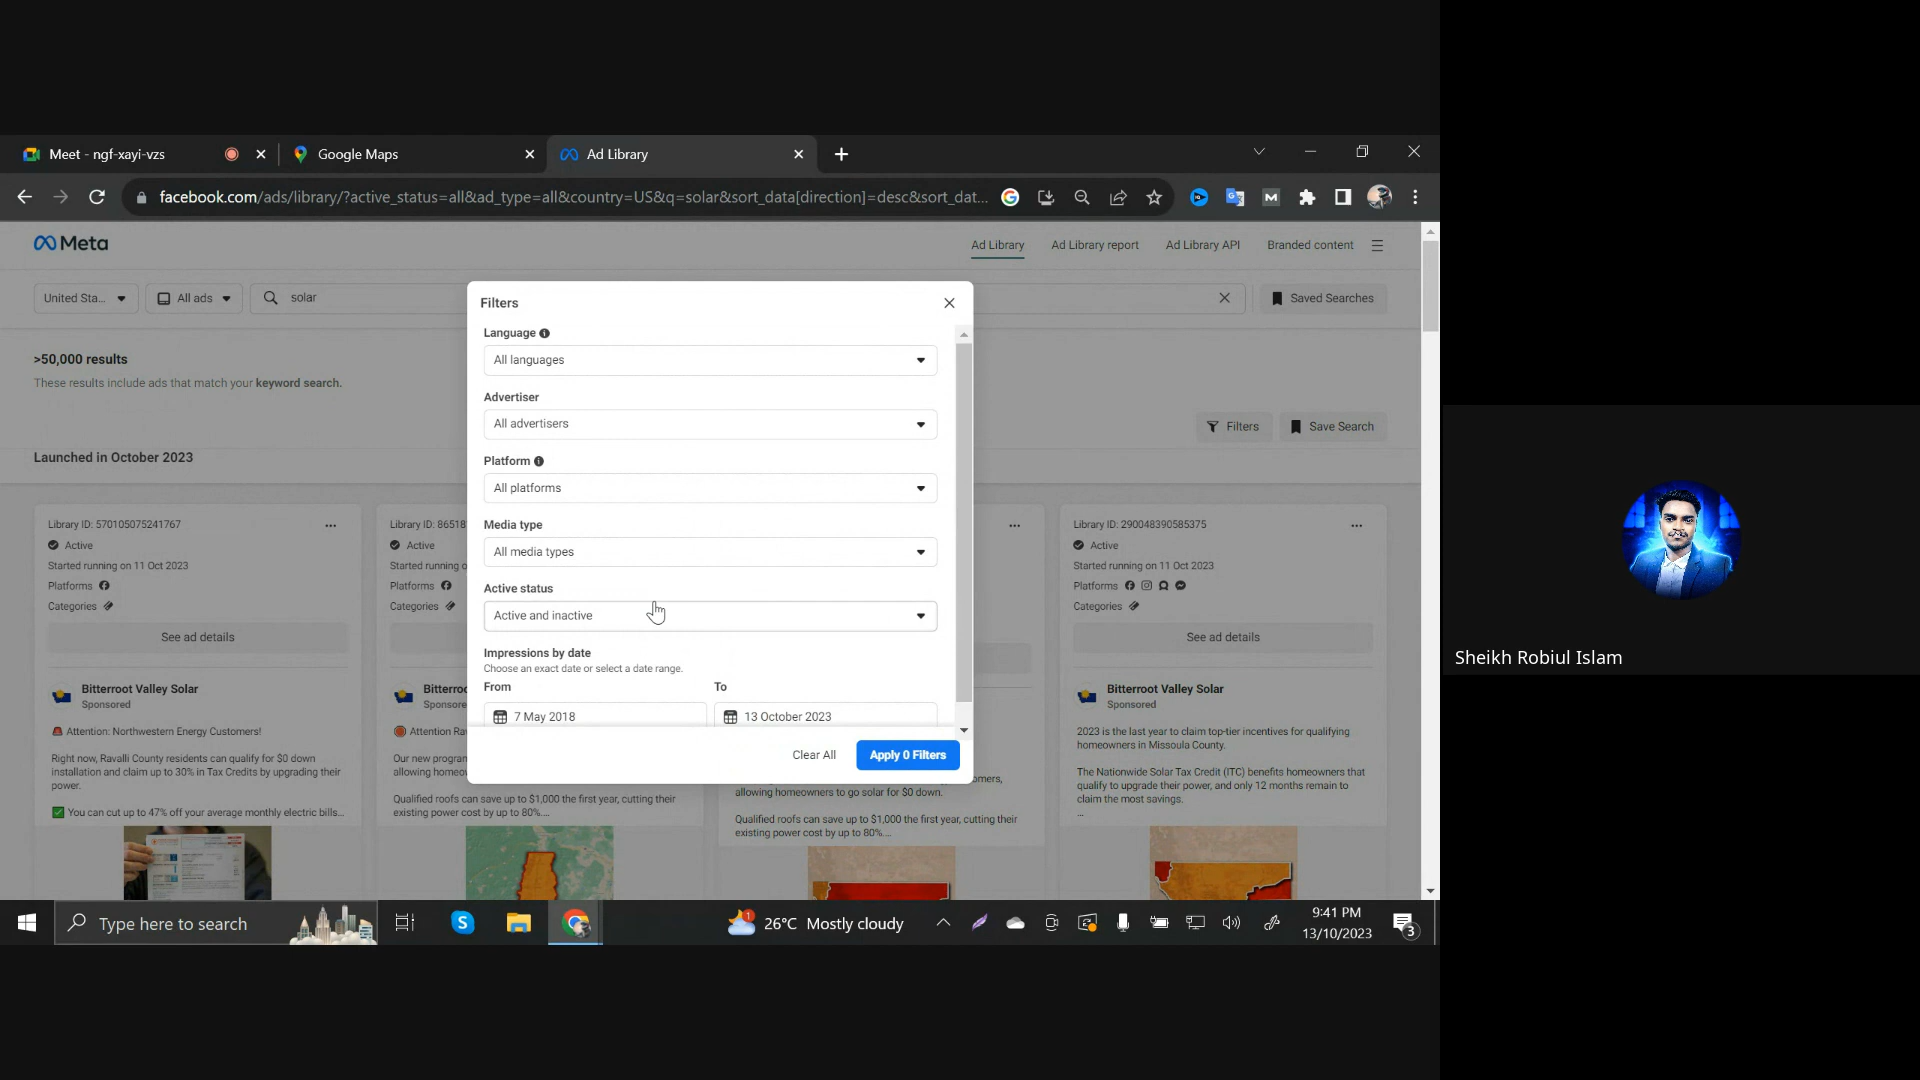 Meet - ngf-xayi-vzs
Google Maps
Ad Library
facebook.com/ads/library/?active_status=all&ad_type=all&country=US&q=solar&sort_data[direction]=desc&sort_dat...
Meta
Ad Library
Ad Library report
Ad Library API
Branded content
United Sta...
All ads
solar
Saved Searches
>50,000 results
These results include ads that match your keyword search.
Filters
Save Search
Launched in October 2023
Filters
Language
All languages
Advertiser
All advertisers
Platform
All platforms
Media type
All media types
Active status
Active and inactive
Impressions by date
Choose an exact date or select a date range.
From
To
7 May 2018
13 October 2023
Clear All
Apply 0 Filters
Library ID: 570105075241767
Active
Started running on 11 Oct 2023
Platforms
Categories
See ad details
Bitterroot Valley Solar
Sponsored
Attention: Northwestern Energy Customers!
Right now, Ravalli County residents can qualify for $0 down
installation and claim up to 30% in Tax Credits by upgrading their
power.
You can cut up to 47% off your average monthly electric bills...
Library ID: 86518
Active
Started running o
Platforms
Categories
Bitterroo
Sponsore
Attention Ra
Our new program
allowing homeow
Qualified roofs can save up to $1,000 the first year, cutting their
existing power cost by up to 80%....
omers,
allowing homeowners to go solar for $0 down.
Qualified roofs can save up to $1,000 the first year, cutting their
existing power cost by up to 80%....
Library ID: 290048390585375
Active
Started running on 11 Oct 2023
Platforms
Categories
See ad details
Bitterroot Valley Solar
Sponsored
2023 is the last year to claim top-tier incentives for qualifying
homeowners in Missoula County.
The Nationwide Solar Tax Credit (ITC) benefits homeowners that
qualify to upgrade their power, and only 12 months remain to
claim the most savings.
...
Type here to search
26°C Mostly cloudy
9:41 PM
13/10/2023
3
Sheikh Robiul Islam